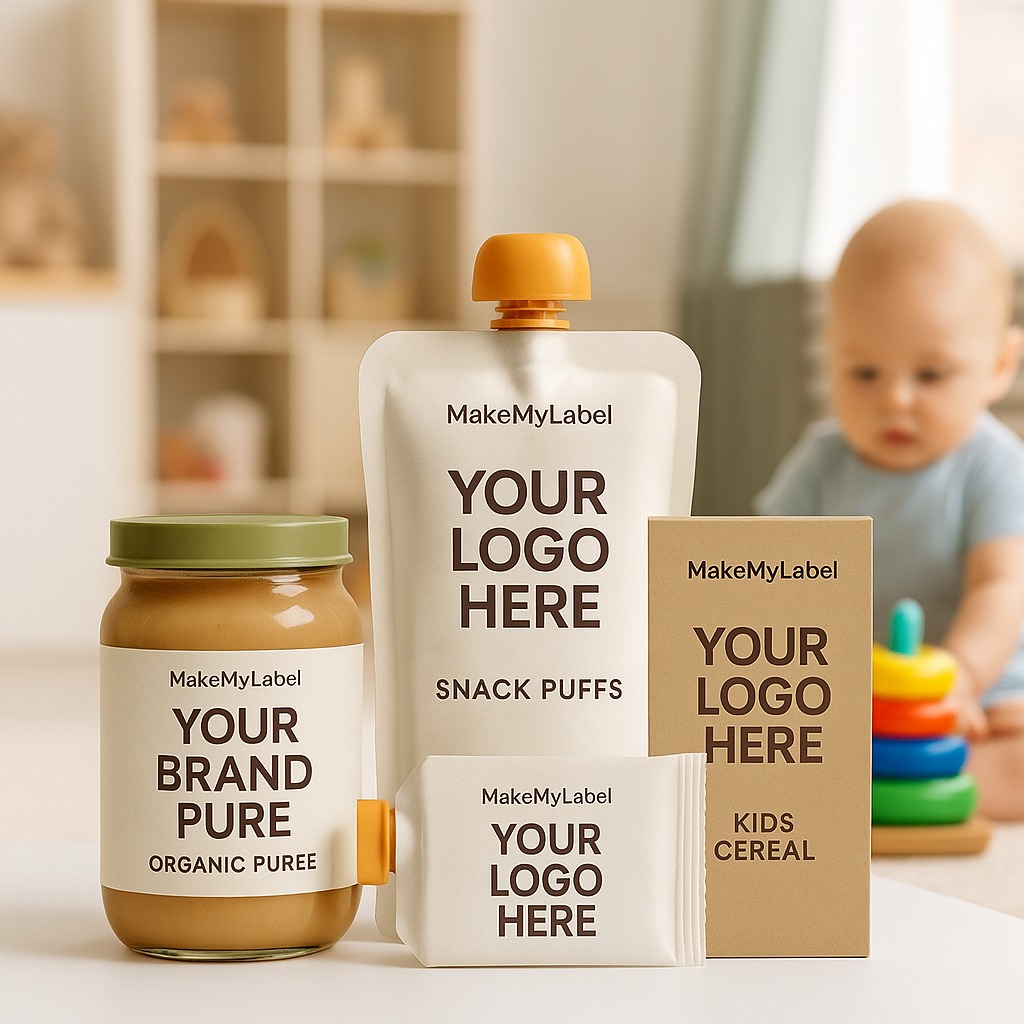 MakeMyLabel
YOUR
BRAND
PURE
ORGANIC PUREE
MakeMyLabel
YOUR
LOGO
HERE
SNACK PUFFS
MakeMyLabel
YOUR
LOGO
HERE
MakeMyLabel
YOUR
LOGO
HERE
KIDS
CEREAL